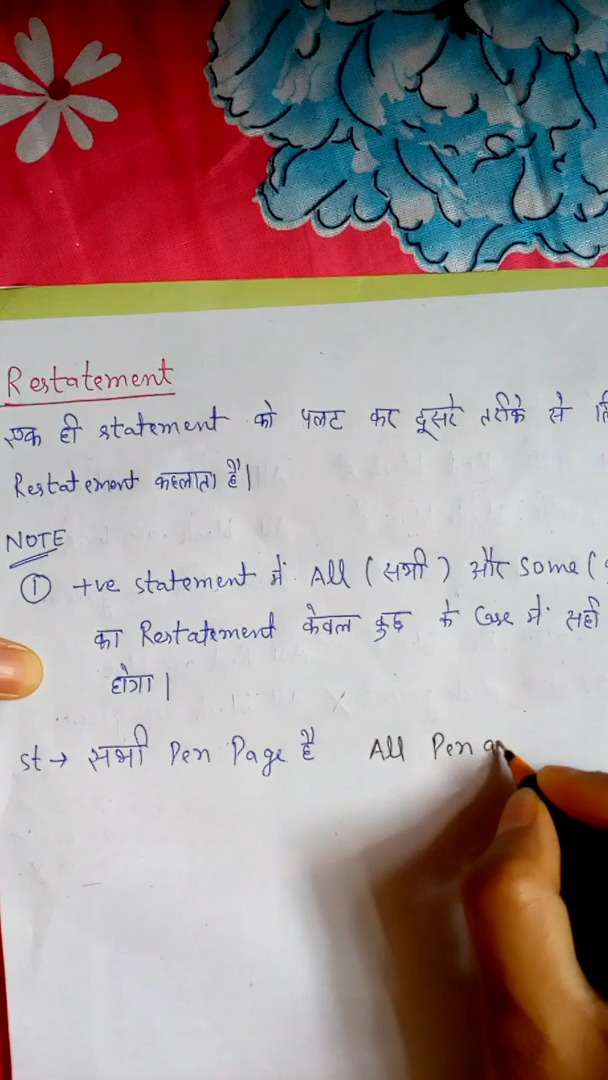 Restatement
एक ही statement को पलट कर दूसरे तरीके से
Restatement कहलाता है।
NOTE
① +ve statement में All (सभी) और some (
का Restatement केवल कुछ के Case में सही
होगा।
st → सभी Pen Page है All Pen a